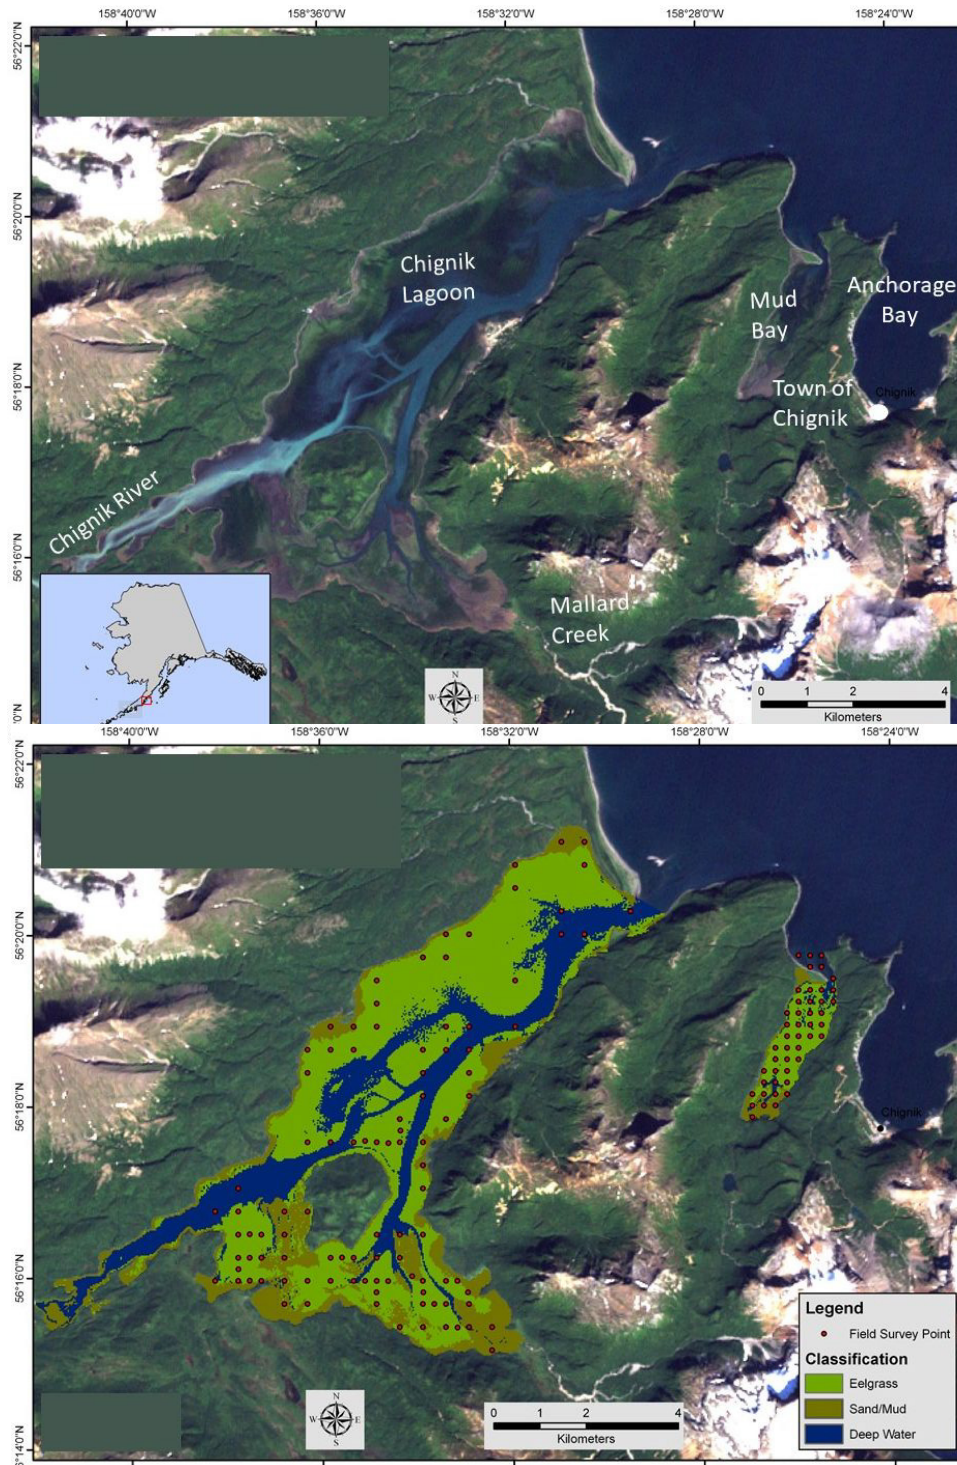 158°40'0"W 158°36'0"W 158°32'0"W 158°28'0"W 158°24'0"W
56°22'0"N
56°20'0"N
Chignik
Lagoon
Mud
Bay
Anchorage
Bay
56°18'0"N
Town of
Chignik
Chignik
Chignik River
56°16'0"N
Mallard
Creek
N
W E
S
0 1 2 4
Kilometers
0"N
158°40'0"W 158°36'0"W 158°32'0"W 158°28'0"W 158°24'0"W
56°22'0"N
56°20'0"N
56°18'0"N
Chignik
56°16'0"N
Legend
Field Survey Point
Classification
Eelgrass
Sand/Mud
Deep Water
N
W E
S
0 1 2 4
Kilometers
56°14'0"N